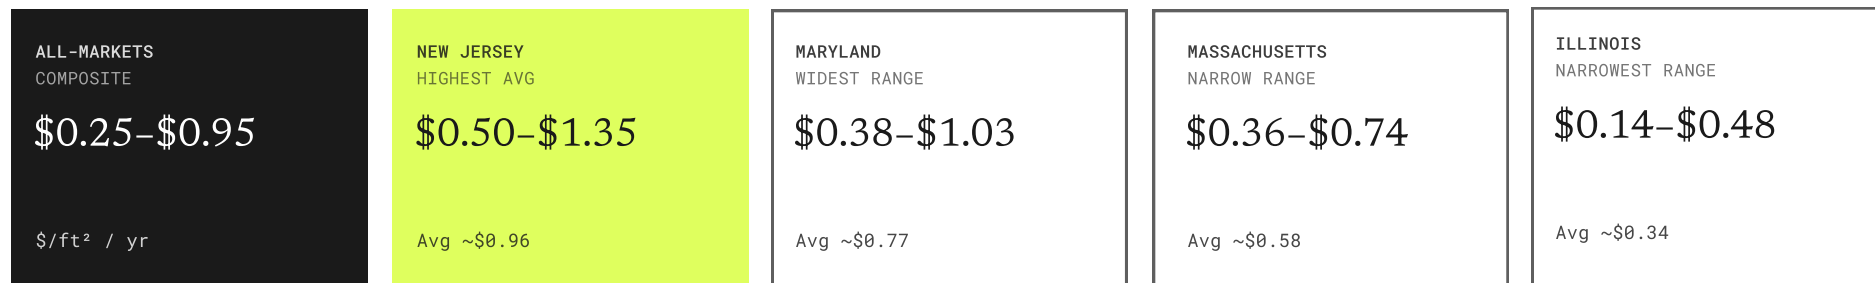 ALL-MARKETS
COMPOSITE
$0.25–$0.95
$/ft² / yr
NEW JERSEY
HIGHEST AVG
$0.50–$1.35
Avg ~$0.96
MARYLAND
WIDEST RANGE
$0.38–$1.03
Avg ~$0.77
MASSACHUSETTS
NARROW RANGE
$0.36–$0.74
Avg ~$0.58
ILLINOIS
NARROWEST RANGE
$0.14–$0.48
Avg ~$0.34